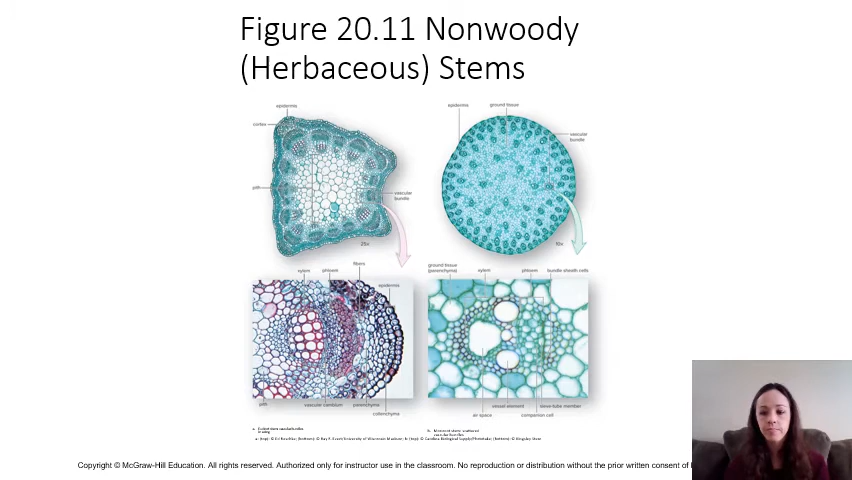 Figure 20.11 Nonwoody
(Herbaceous) Stems
epidermis
cortex
pith
vascular
bundle
25x
epidermis
ground tissue
vascular
bundle
xylem
phloem
fibers
epidermis
pith
vascular cambium
parenchyma
collenchyma
ground tissue
(parenchyma)
xylem
phloem
bundle sheath cells
air space
vessel element
sieve-tube member
companion cell
Copyright © McGraw-Hill Education. All rights reserved. Authorized only for instructor use in the classroom. No reproduction or distribution without the prior written consent of